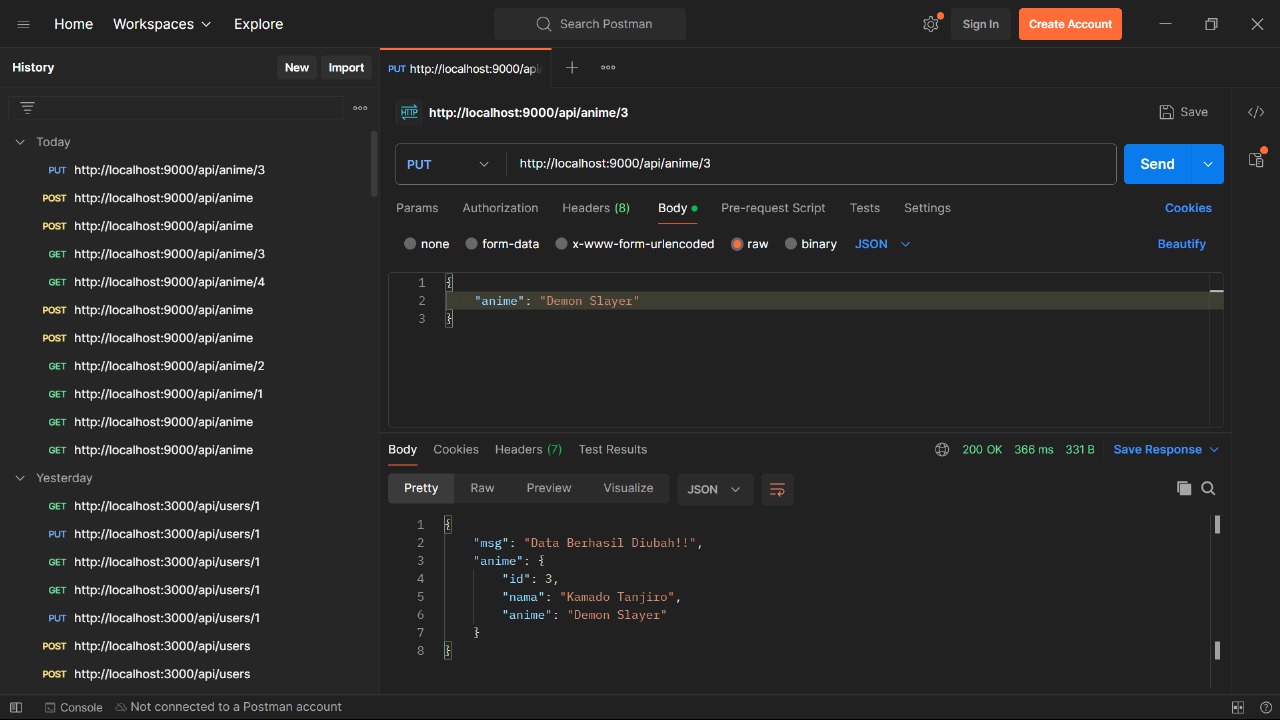 Home Workspaces Explore Search Postman Sign In Create Account
History New Import PUT http://localhost:9000/api/
HTTP http://localhost:9000/api/anime/3 Save </>
Today
PUT http://localhost:9000/api/anime/3
POST http://localhost:9000/api/anime
POST http://localhost:9000/api/anime
GET http://localhost:9000/api/anime/3
GET http://localhost:9000/api/anime/4
POST http://localhost:9000/api/anime
POST http://localhost:9000/api/anime
GET http://localhost:9000/api/anime/2
GET http://localhost:9000/api/anime/1
GET http://localhost:9000/api/anime
GET http://localhost:9000/api/anime
Yesterday
GET http://localhost:3000/api/users/1
PUT http://localhost:3000/api/users/1
GET http://localhost:3000/api/users/1
GET http://localhost:3000/api/users/1
PUT http://localhost:3000/api/users/1
POST http://localhost:3000/api/users
POST http://localhost:3000/api/users
PUT http://localhost:9000/api/anime/3 Send
Params Authorization Headers (8) Body Pre-request Script Tests Settings Cookies
none form-data x-www-form-urlencoded raw binary JSON Beautify
1 {
2 "anime": "Demon Slayer"
3 }
Body Cookies Headers (7) Test Results 200 OK 366 ms 331 B Save Response
Pretty Raw Preview Visualize JSON
1 {
2 "msg": "Data Berhasil Diubah!!",
3 "anime": {
4 "id": 3,
5 "nama": "Kamado Tanjiro",
6 "anime": "Demon Slayer"
7 }
8 }
Console Not connected to a Postman account